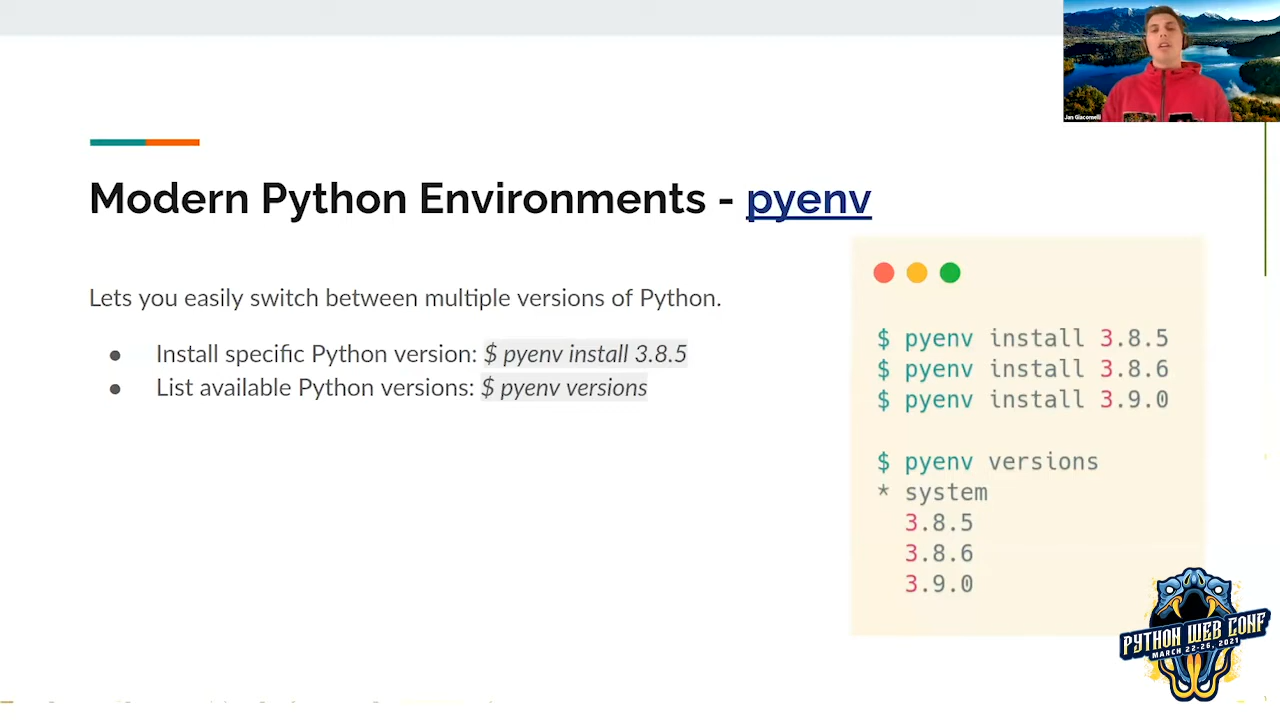 Jan Giacomelli
Modern Python Environments - pyenv
Lets you easily switch between multiple versions of Python.
● Install specific Python version: $ pyenv install 3.8.5
● List available Python versions: $ pyenv versions
$ pyenv install 3.8.5
$ pyenv install 3.8.6
$ pyenv install 3.9.0
$ pyenv versions
* system
3.8.5
3.8.6
3.9.0
PYTHON WEB CONF
MARCH 22-26, 2021